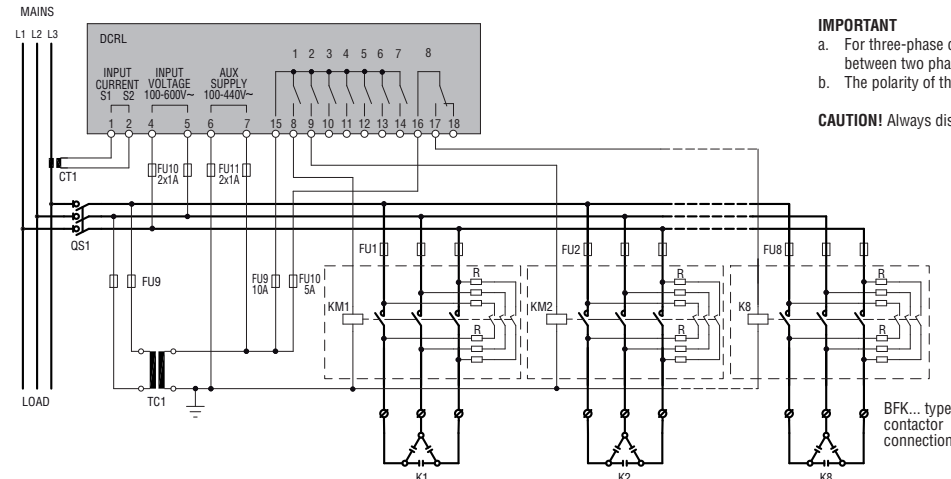 MAINS
L1 L2 L3
DCRL
INPUT CURRENT
S1 S2
INPUT VOLTAGE
100-600V~
AUX SUPPLY
100-440V~
1 2 3 4 5 6 7 8
1 2 4 5 6 7 15 8 9 10 11 12 13 14 16 17 18
CT1
FU10
2x1A
FU11
2x1A
QS1
FU9
FU9
10A
FU10
5A
FU1
FU2
FU8
KM1
R
R
KM2
R
R
K8
R
R
TC1
LOAD
K1
K2
K8
IMPORTANT
a. For three-phase
between two pha
b. The polarity of th
CAUTION! Always dis
BFK... type
contactor
connection